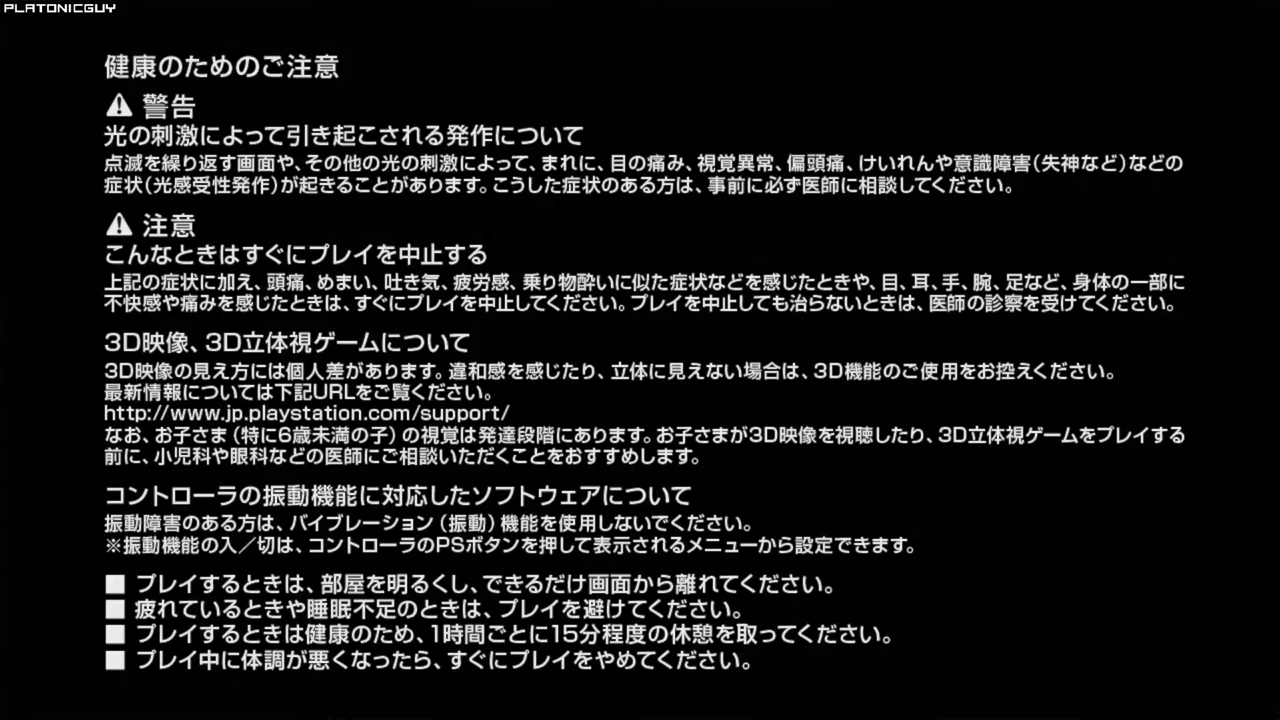 PLATONICGUY
健康のためのご注意
⚠ 警告
光の刺激によって引き起こされる発作について
点滅を繰り返す画面や、その他の光の刺激によって、まれに、目の痛み、視覚異常、偏頭痛、けいれんや意識障害（失神など）などの
症状（光感受性発作）が起きることがあります。こうした症状のある方は、事前に必ず医師に相談してください。
⚠ 注意
こんなときはすぐにプレイを中止する
上記の症状に加え、頭痛、めまい、吐き気、疲労感、乗り物酔いに似た症状などを感じたときや、目、耳、手、腕、足など、身体の一部に
不快感や痛みを感じたときは、すぐにプレイを中止してください。プレイを中止しても治らないときは、医師の診察を受けてください。
3D映像、3D立体視ゲームについて
3D映像の見え方には個人差があります。違和感を感じたり、立体に見えない場合は、3D機能のご使用をお控えください。
最新情報については下記URLをご覧ください。
http://www.jp.playstation.com/support/
なお、お子さま（特に6歳未満の子）の視覚は発達段階にあります。お子さまが3D映像を視聴したり、3D立体視ゲームをプレイする
前に、小児科や眼科などの医師にご相談いただくことをおすすめします。
コントローラの振動機能に対応したソフトウェアについて
振動障害のある方は、バイブレーション（振動）機能を使用しないでください。
※振動機能の入／切は、コントローラのPSボタンを押して表示されるメニューから設定できます。
■ プレイするときは、部屋を明るくし、できるだけ画面から離れてください。
■ 疲れているときや睡眠不足のときは、プレイを避けてください。
■ プレイするときは健康のため、1時間ごとに15分程度の休憩を取ってください。
■ プレイ中に体調が悪くなったら、すぐにプレイをやめてください。